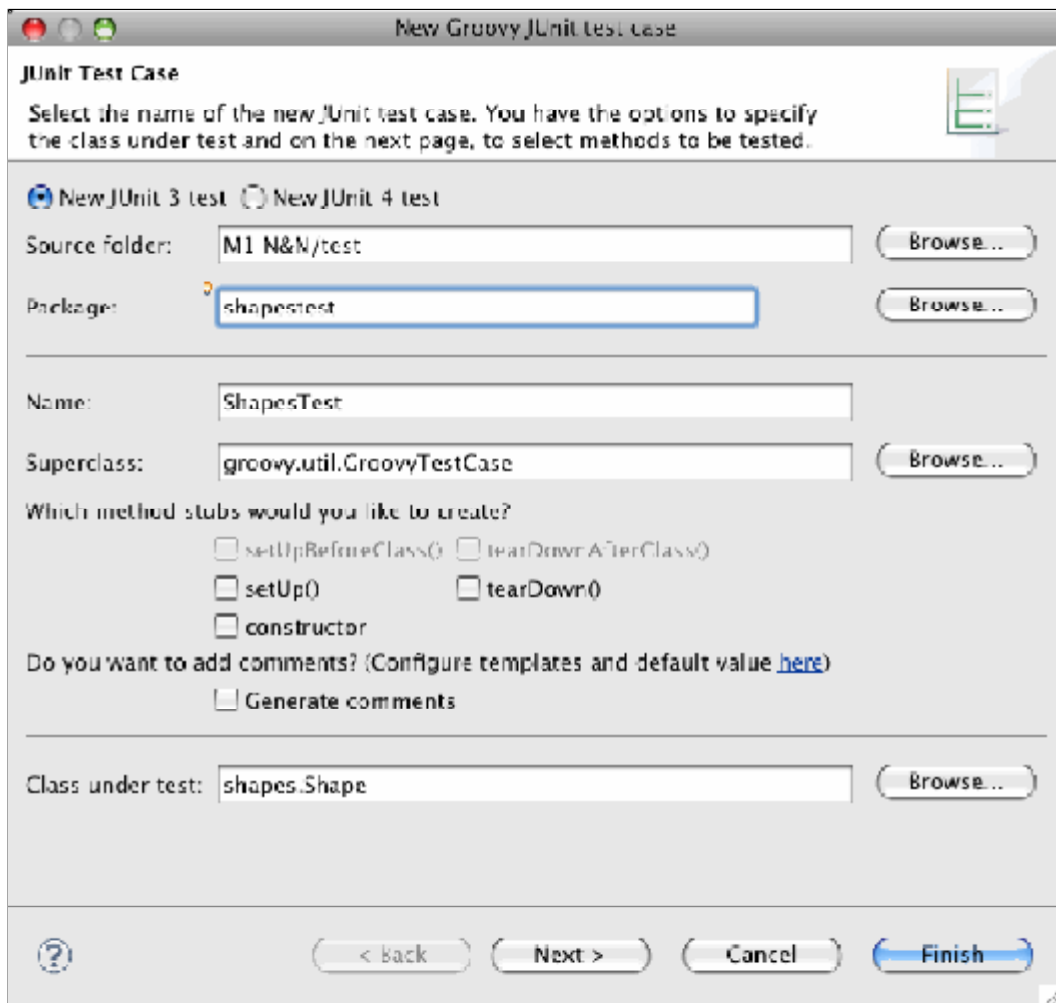 New Groovy JUnit test case
JUnit Test Case
Select the name of the new JUnit test case. You have the options to specify
the class under test and on the next page, to select methods to be tested.
New JUnit 3 test New JUnit 4 test
Source folder: M1 N&N/test Browse...
Package: shapestest Browse...
Name: ShapesTest
Superclass: groovy.util.GroovyTestCase Browse...
Which method stubs would you like to create?
setUpBeforeClass() tearDownAfterClass()
setUp() tearDown()
constructor
Do you want to add comments? (Configure templates and default value here)
Generate comments
Class under test: shapes.Shape Browse...
? < Back Next > Cancel Finish